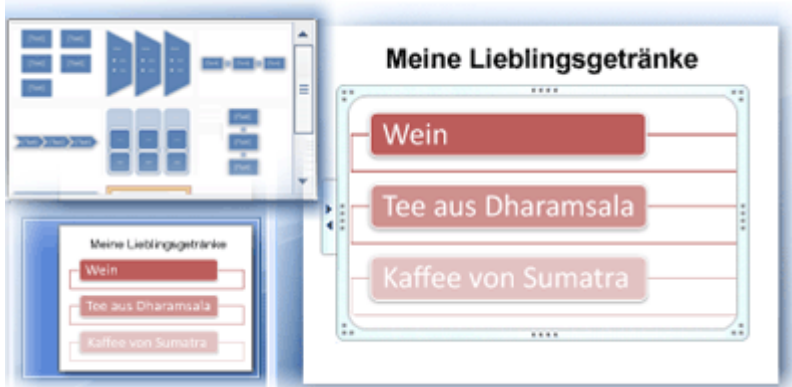 Meine Lieblingsgetränke
Wein
Tee aus Dharamsala
Kaffee von Sumatra
Meine Lieblingsgetränke
Wein
Tee aus Dharamsala
Kaffee von Sumatra